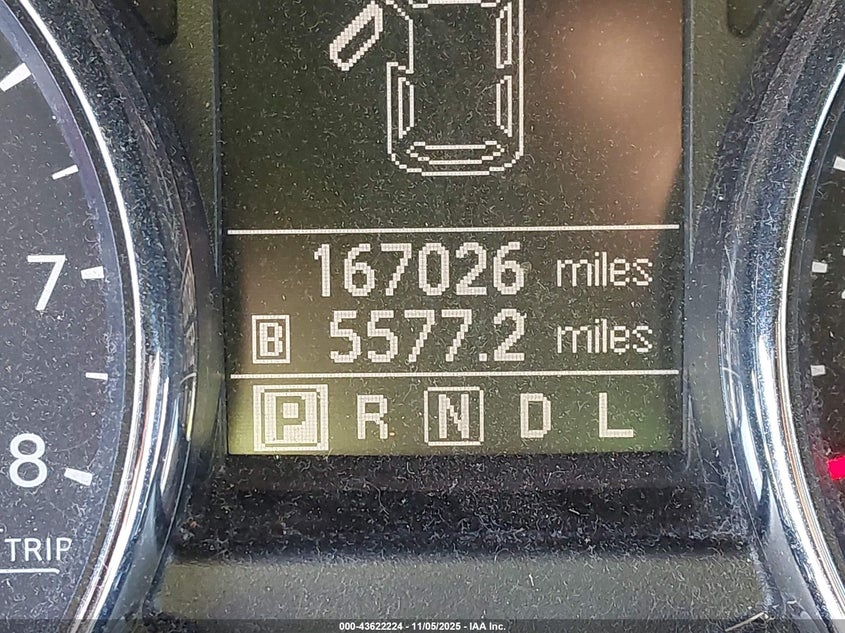 7
167026 miles
B 5577.2 miles
P R N D L
8
TRIP
000-43622224 - 11/05/2025 - IAA Inc.